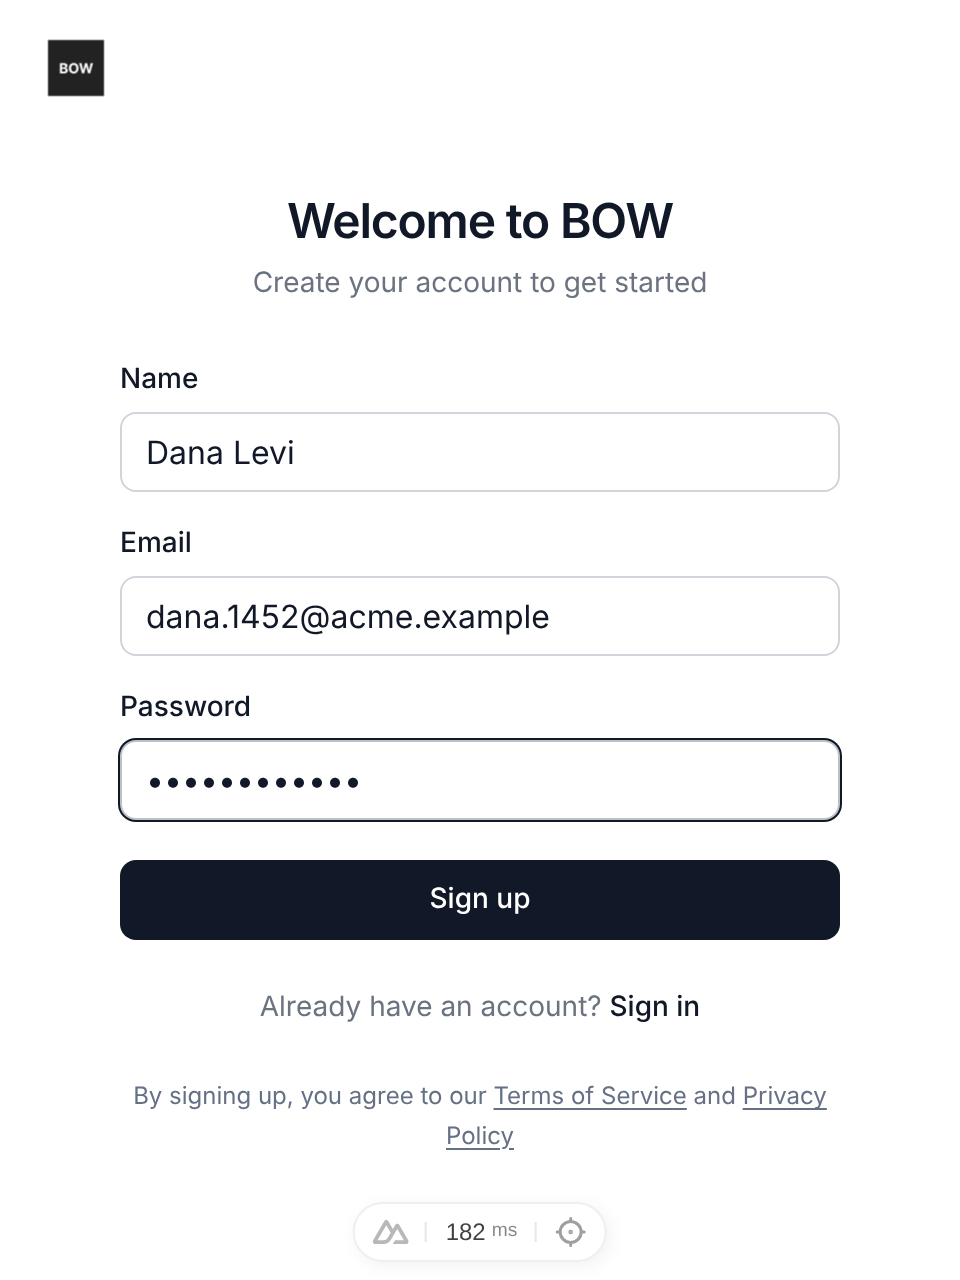 BOW
Welcome to BOW
Create your account to get started
Name
Dana Levi
Email
dana.1452@acme.example
Password
••••••••••••
Sign up
Already have an account? Sign in
By signing up, you agree to our Terms of Service and Privacy
Policy
182 ms